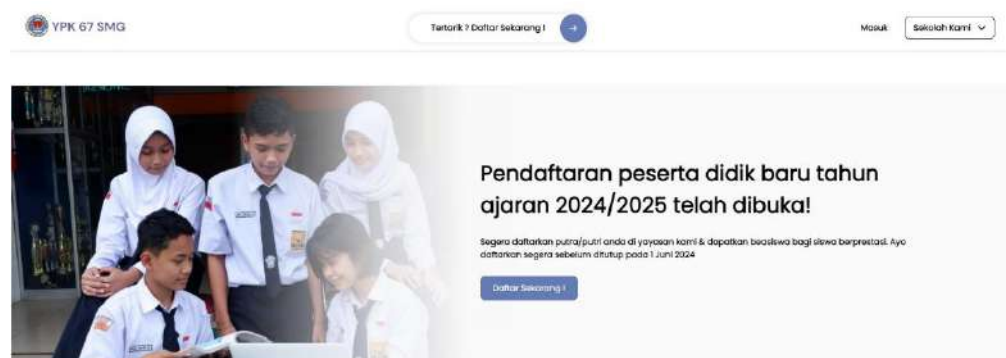 YPK 67 SMG
Tertarik ? Daftar Sekarang !
Masuk
Sekolah Kami
Pendaftaran peserta didik baru tahun
ajaran 2024/2025 telah dibuka!
Segera daftarkan putra/putri anda di yayasan kami & dapatkan beasiswa bagi siswa berprestasi. Ayo
daftarkan segera sebelum ditutup pada 1 Juni 2024
Daftar Sekarang !